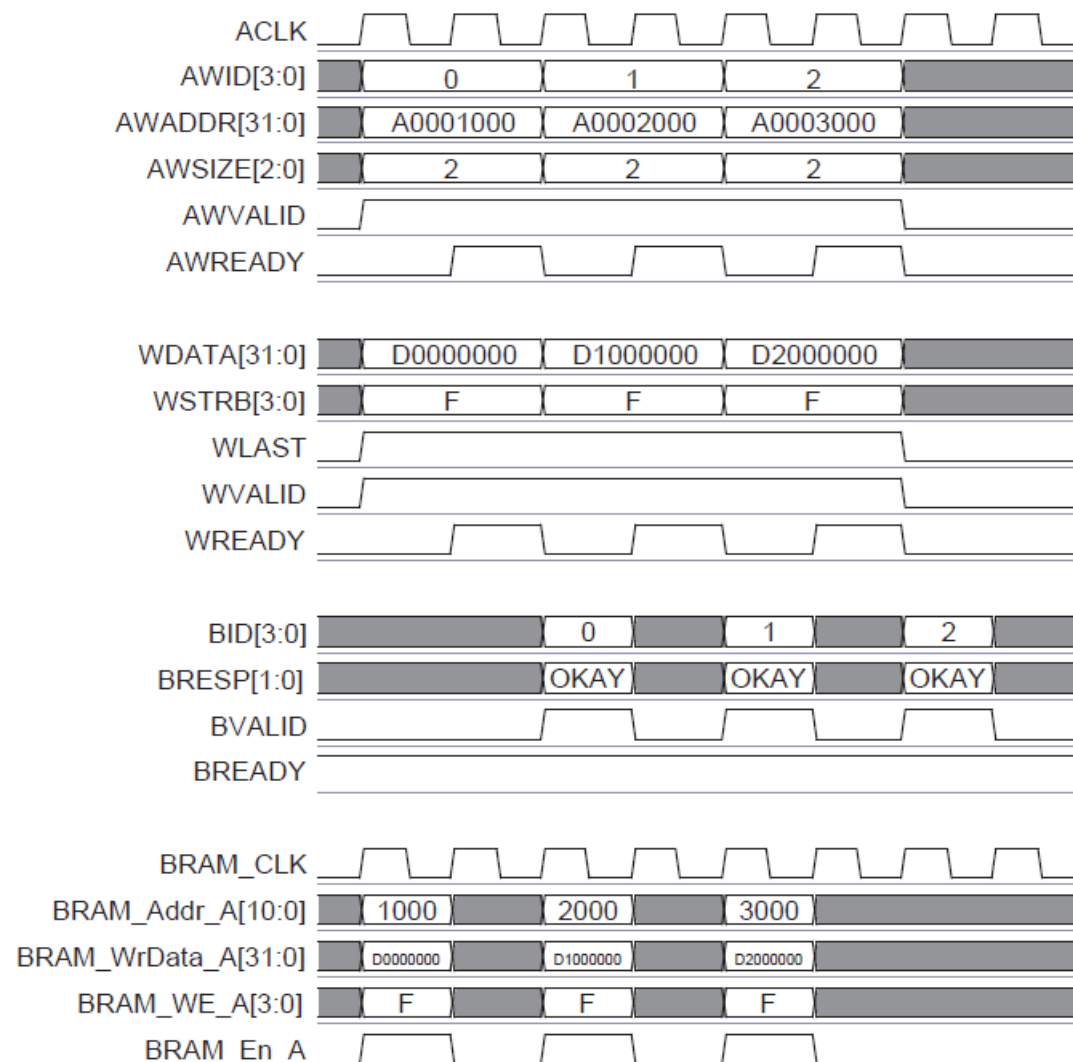 ACLK
AWID[3:0] 0 1 2
AWADDR[31:0] A0001000 A0002000 A0003000
AWSIZE[2:0] 2 2 2
AWVALID
AWREADY
WDATA[31:0] D0000000 D1000000 D2000000
WSTRB[3:0] F F F
WLAST
WVALID
WREADY
BID[3:0] 0 1 2
BRESP[1:0] OKAY OKAY OKAY
BVALID
BREADY
BRAM_CLK
BRAM_Addr_A[10:0] 1000 2000 3000
BRAM_WrData_A[31:0] D0000000 D1000000 D2000000
BRAM_WE_A[3:0] F F F
BRAM_En_A